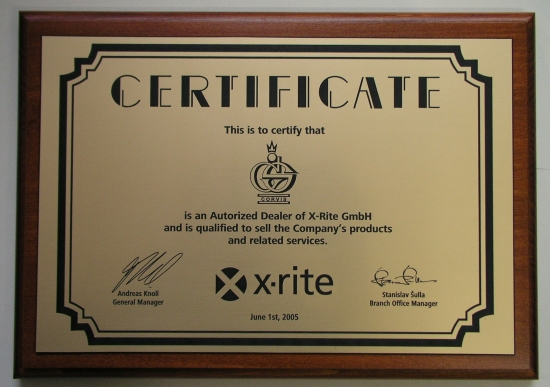 CERTIFICATE
This is to certify that
CORVIS
is an Autorized Dealer of X-Rite GmbH
and is qualified to sell the Company's products
and related services.
x·rite
Andreas Knoll
General Manager
Stanislav Šulla
Branch Office Manager
June 1st, 2005